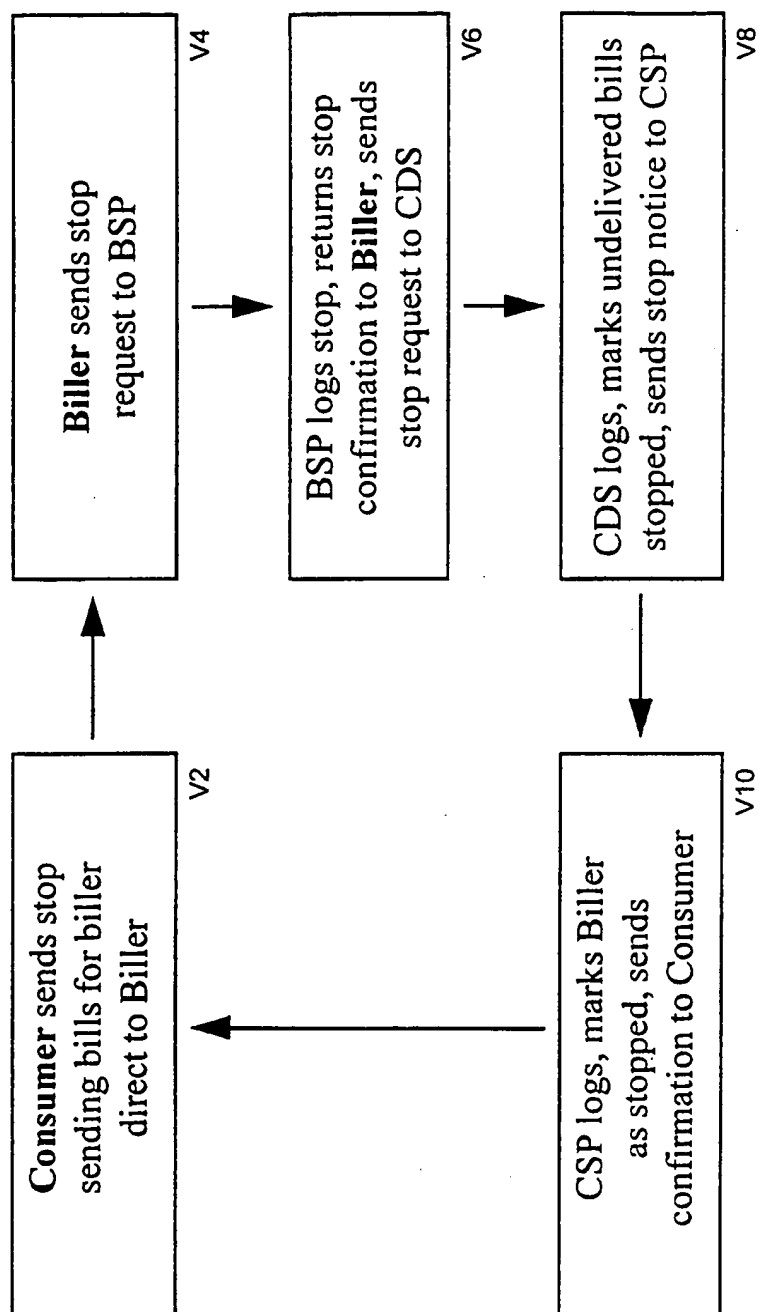 Consumer sends stop
sending bills for biller
direct to Biller
V2
Biller sends stop
request to BSP
V4
BSP logs stop, returns stop
confirmation to Biller, sends
stop request to CDS
V6
CDS logs, marks undelivered bills
stopped, sends stop notice to CSP
V8
CSP logs, marks Biller
as stopped, sends
confirmation to Consumer
V10